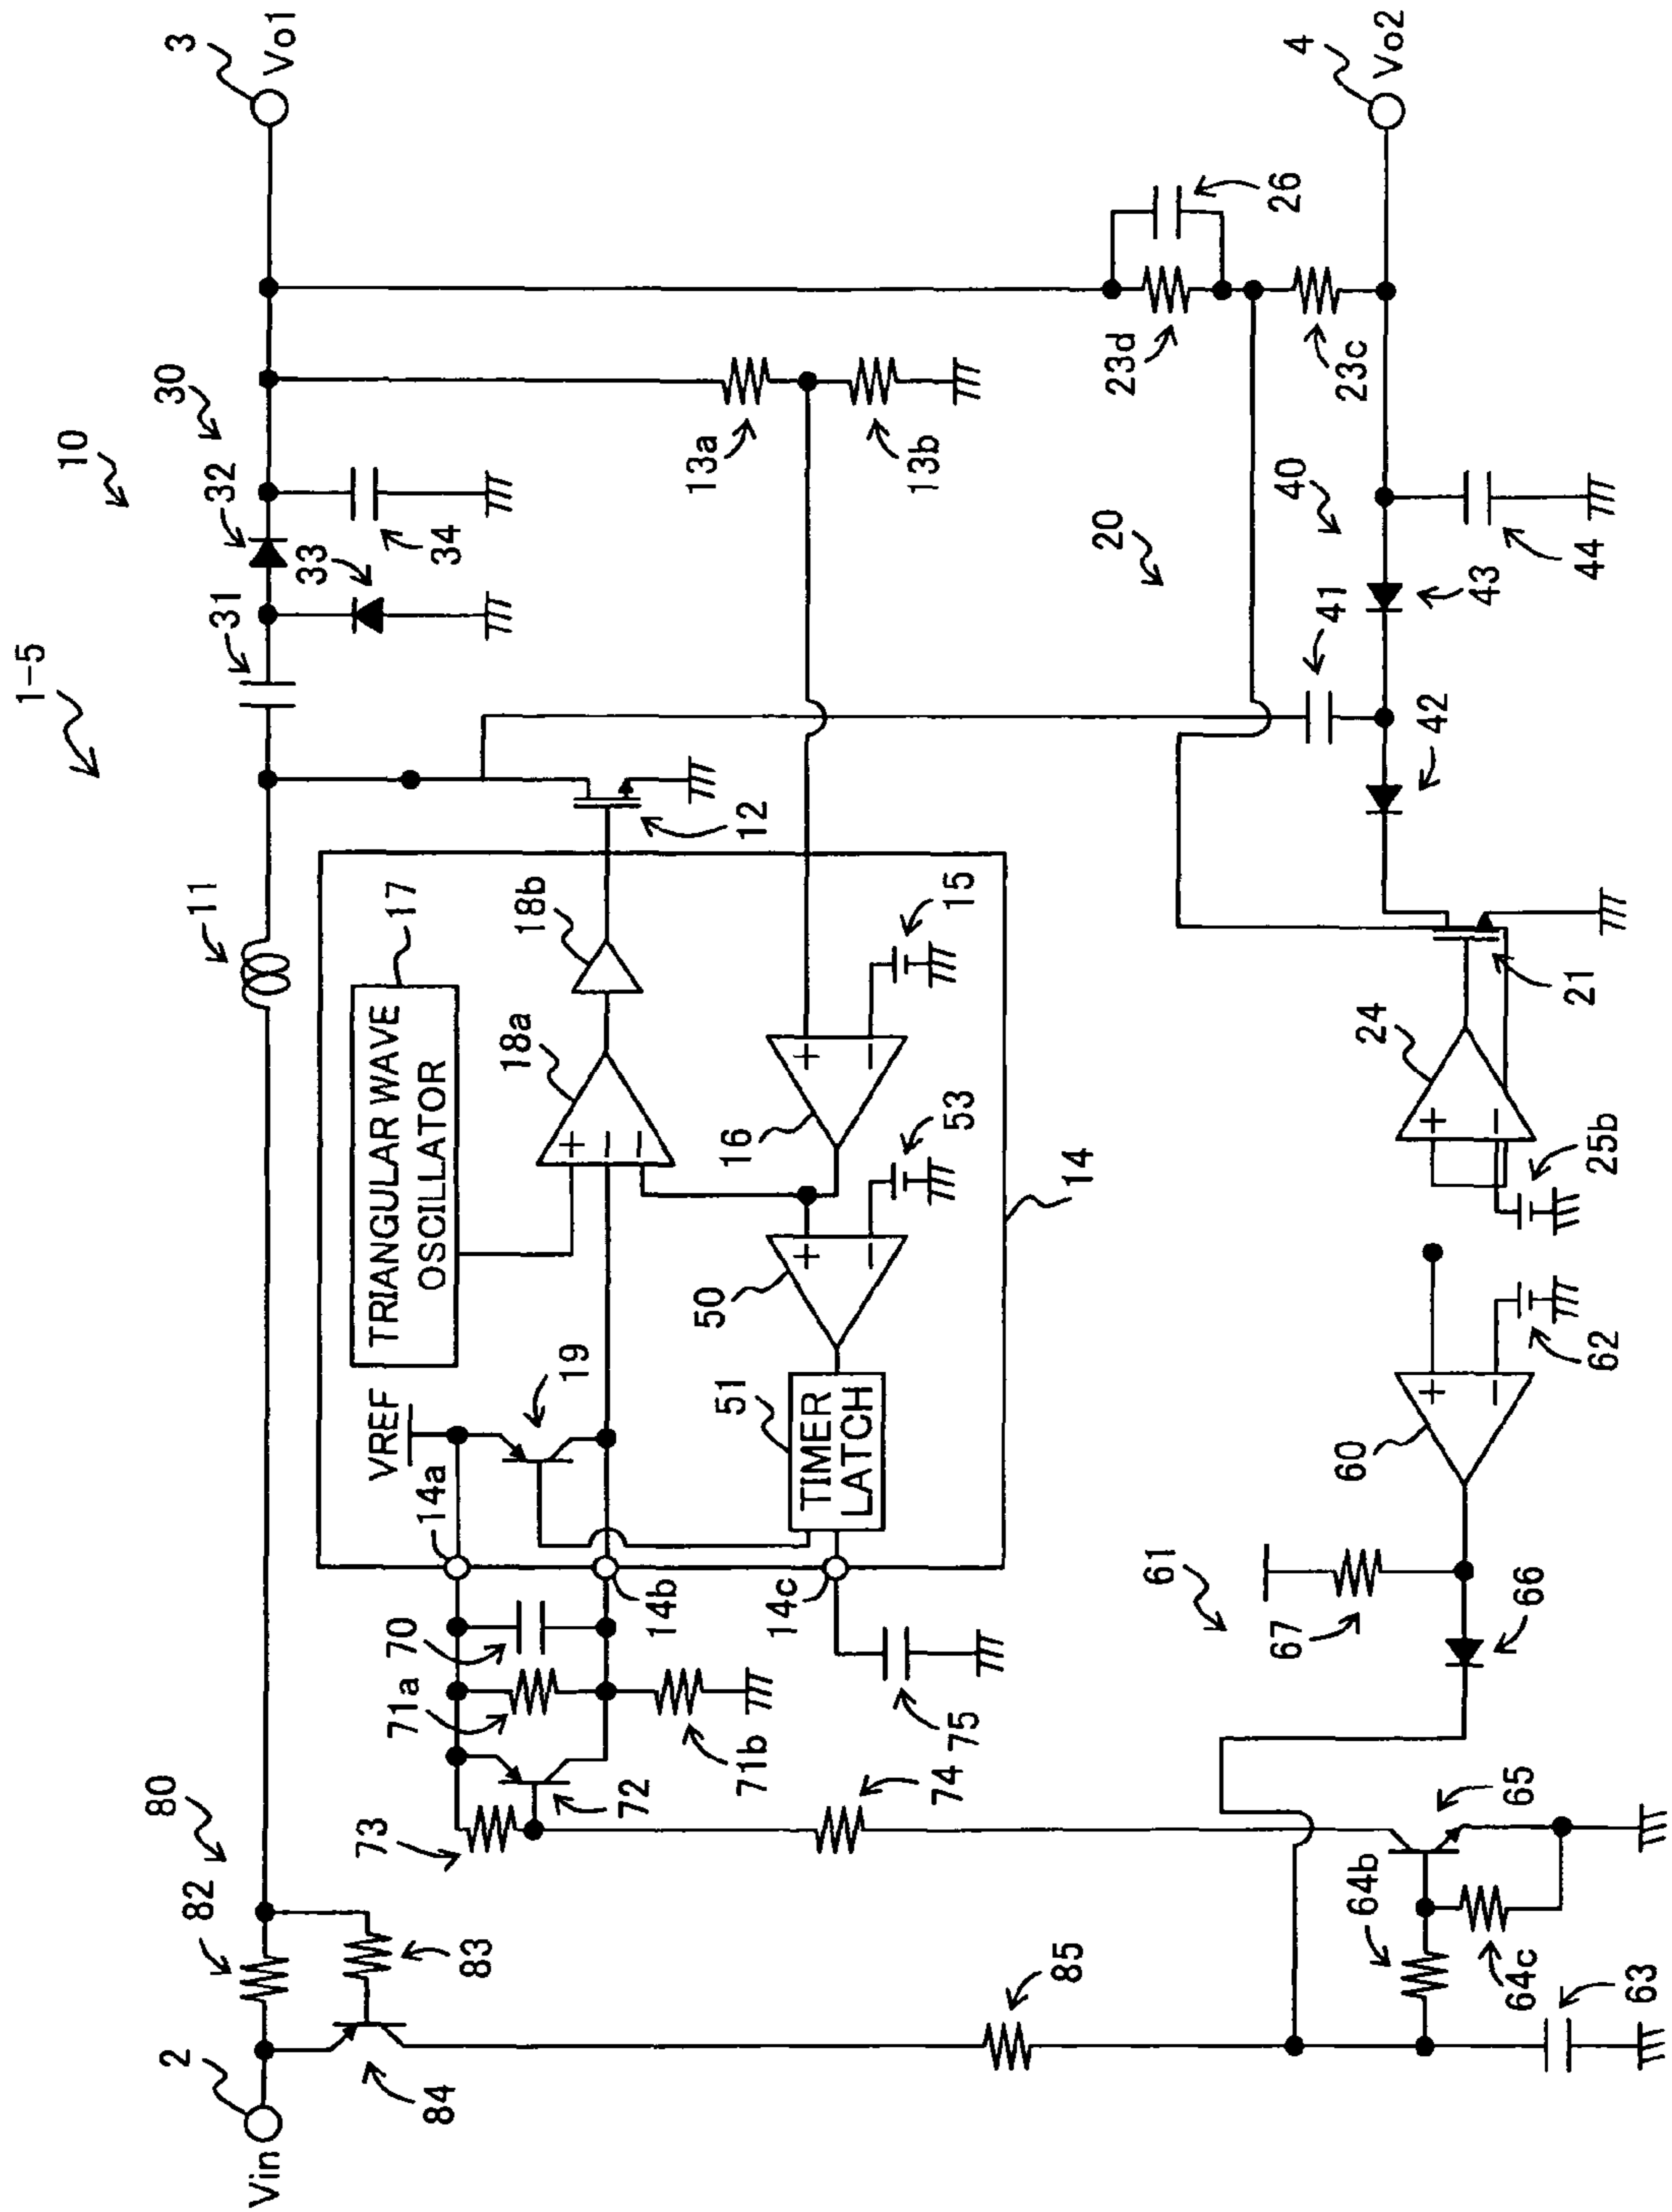 1-5
10
20
30
40
61
80
Vin
2
82
83
84
85
11
31
32
33
34
3
Vo1
VREF
14a
14b
14c
19
TRIANGULAR WAVE
OSCILLATOR
17
18a
18b
12
70
71a
71b
72
73
74
75
TIMER
LATCH
51
50
+
−
53
16
+
−
15
+
−
−
14
13a
13b
23d
23c
26
41
42
43
44
4
Vo2
21
24
+
−
25b
60
+
−
62
67
66
65
64b
64c
63